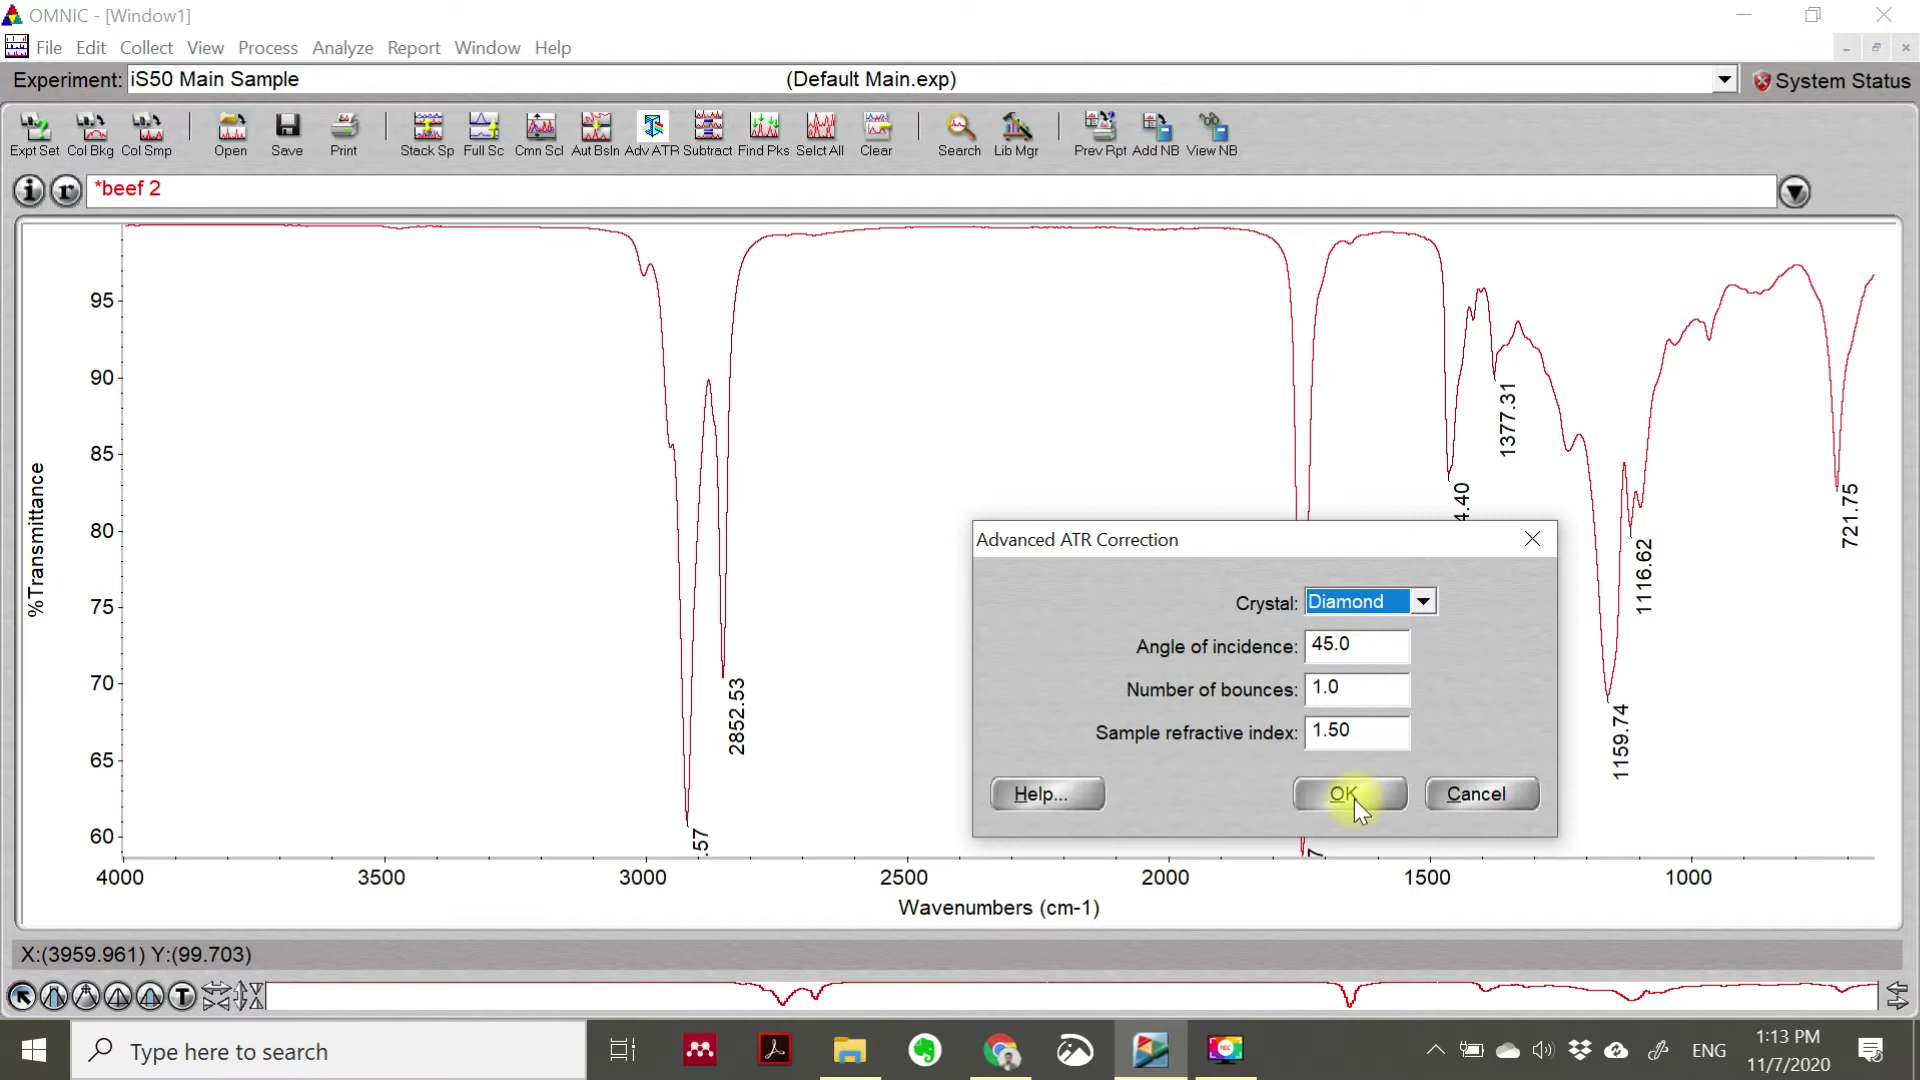 OMNIC - [Window1]
File Edit Collect View Process Analyze Report Window Help
Experiment: iS50 Main Sample (Default Main.exp) System Status
Expt Set Col Bkg Col Smp Open Save Print Stack Sp Full Sc Cmn Scl Aut Bsln Adv ATR Subtract Find Pks Selct All Clear Search Lib Mgr Prev Rpt Add NB View NB
i r *beef 2
95
90
85
80
75
70
65
60
%Transmittance
.57
2852.53
7
4.40
1377.31
1159.74
1116.62
721.75
4000 3500 3000 2500 2000 1500 1000
Wavenumbers (cm-1)
Advanced ATR Correction
Crystal: Diamond
Angle of incidence: 45.0
Number of bounces: 1.0
Sample refractive index: 1.50
Help... OK Cancel
X:(3959.961) Y:(99.703)
T
Type here to search
REC
ENG
1:13 PM
11/7/2020